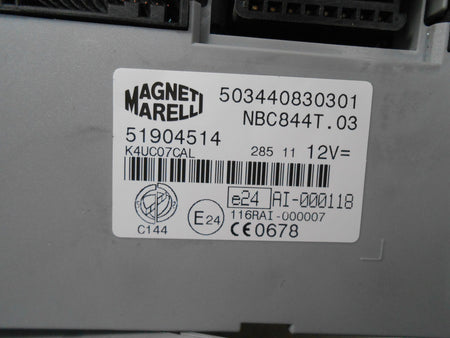 MAGNETI MARELLI
503440830301
NBC844T.03
51904514
K4UC07CAL
285 11 12V=
e24 AI-000118
E24
116RAI-000007
C144
CE0678